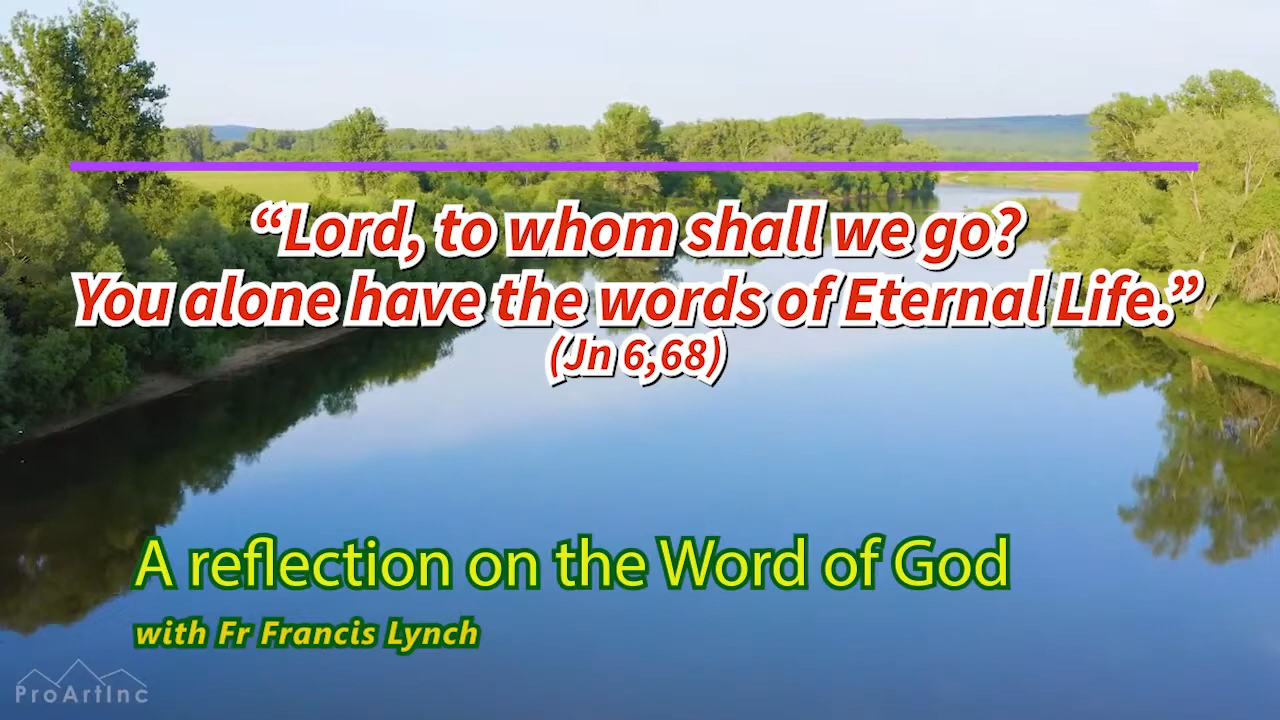 “Lord, to whom shall we go?
You alone have the words of Eternal Life.”
(Jn 6,68)
A reflection on the Word of God
with Fr Francis Lynch
ProArtInc